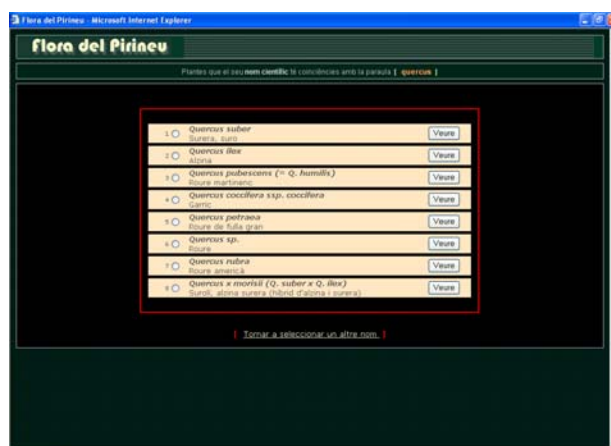 Flora del Pirineu - Microsoft Internet Explorer
Flora del Pirineu
Plantes que el seu nom científic té coincidències amb la paraula [ quercus ]
1 Quercus suber Veure
Surera, suro
2 Quercus ilex Veure
Alzina
3 Quercus pubescens (= Q. humilis) Veure
Roure martinenc
4 Quercus coccifera ssp. coccifera Veure
Garric
5 Quercus petraea Veure
Roure de fulla gran
6 Quercus sp. Veure
Roure
7 Quercus rubra Veure
Roure americà
8 Quercus x morisii (Q. suber x Q. ilex) Veure
Suroll, alzina surera (híbrid d'alzina i surera)
[ Tornar a seleccionar un altre nom ]